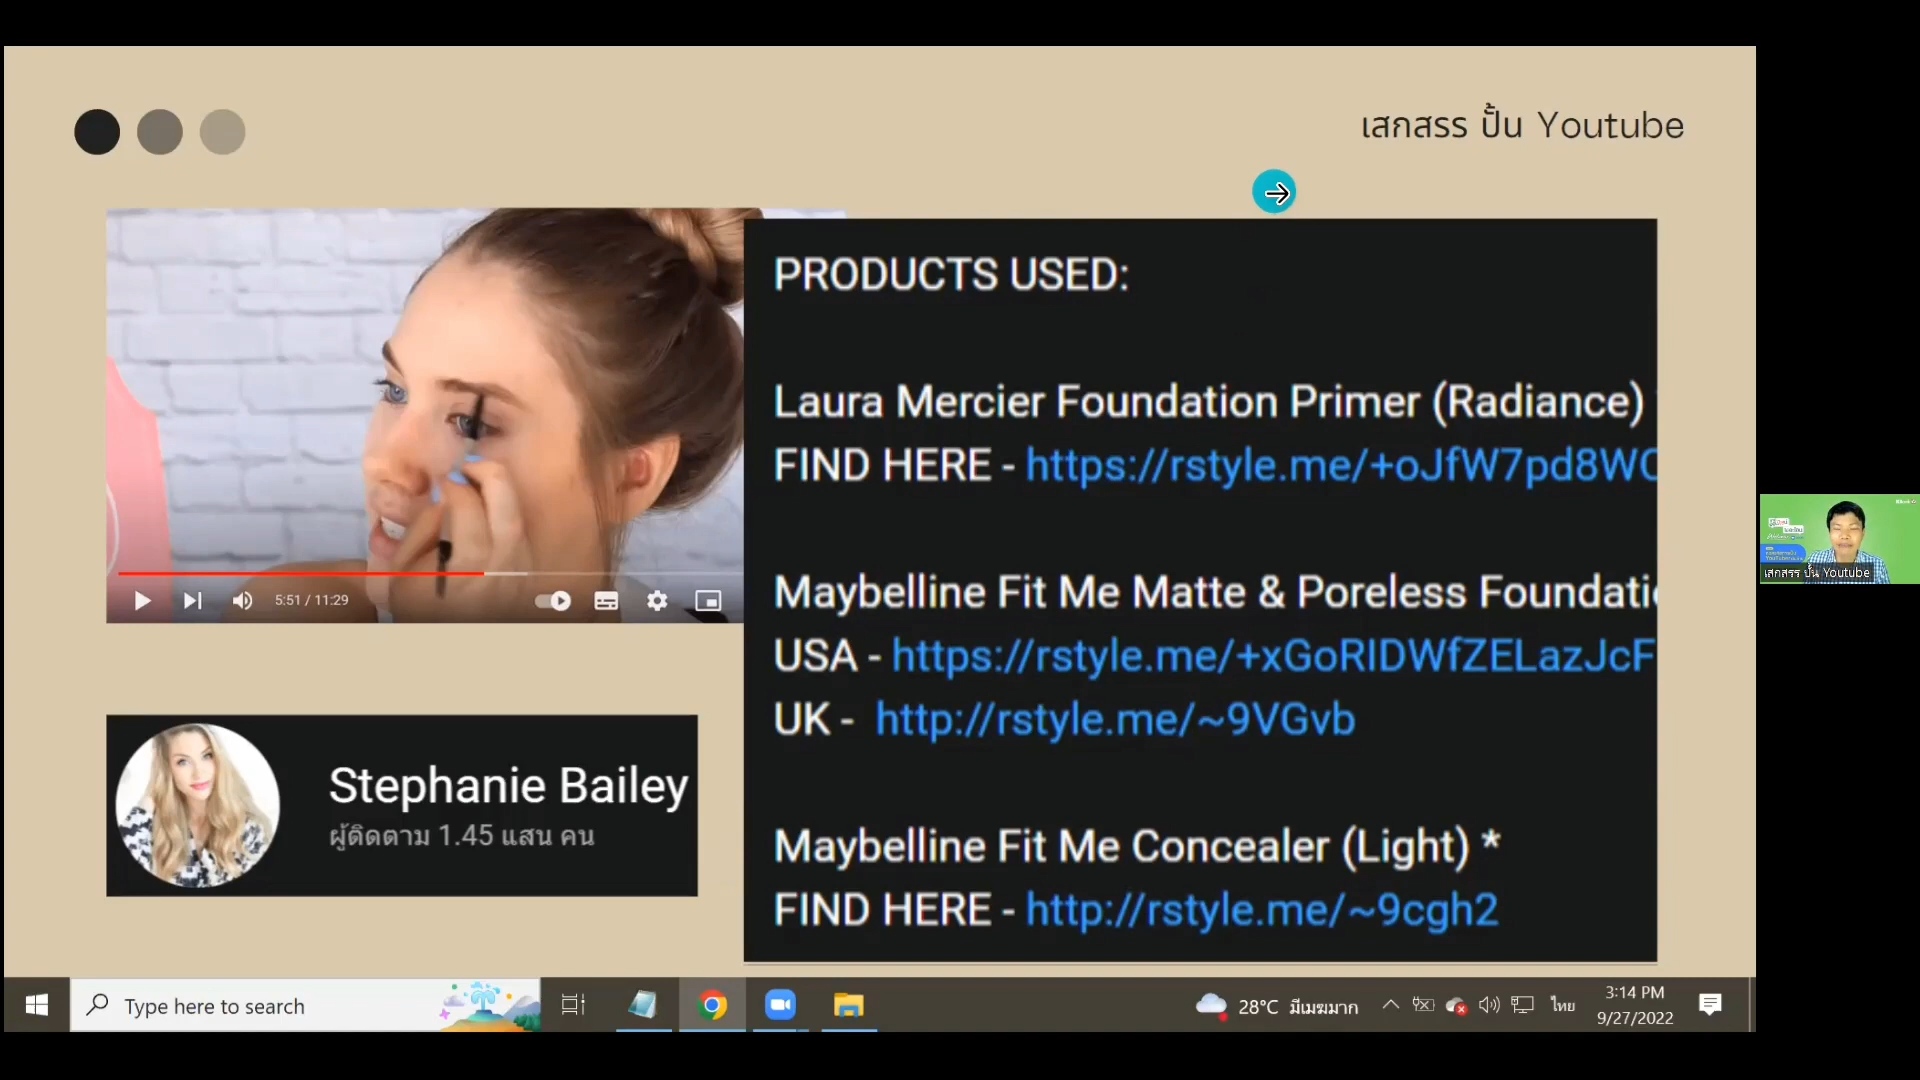 เสกสรร ปั้น Youtube
PRODUCTS USED:
Laura Mercier Foundation Primer (Radiance)
FIND HERE - https://rstyle.me/+oJfW7pd8WC
Maybelline Fit Me Matte & Poreless Foundati
USA - https://rstyle.me/+xGoRIDWfZELazJcF
UK - http://rstyle.me/~9VGvb
Maybelline Fit Me Concealer (Light) *
FIND HERE - http://rstyle.me/~9cgh2
5:51 / 11:29
Stephanie Bailey
ผู้ติดตาม 1.45 แสน คน
เสกสรร ปั้น Youtube
Type here to search
28°C มีเมฆมาก
ไทย
3:14 PM
9/27/2022